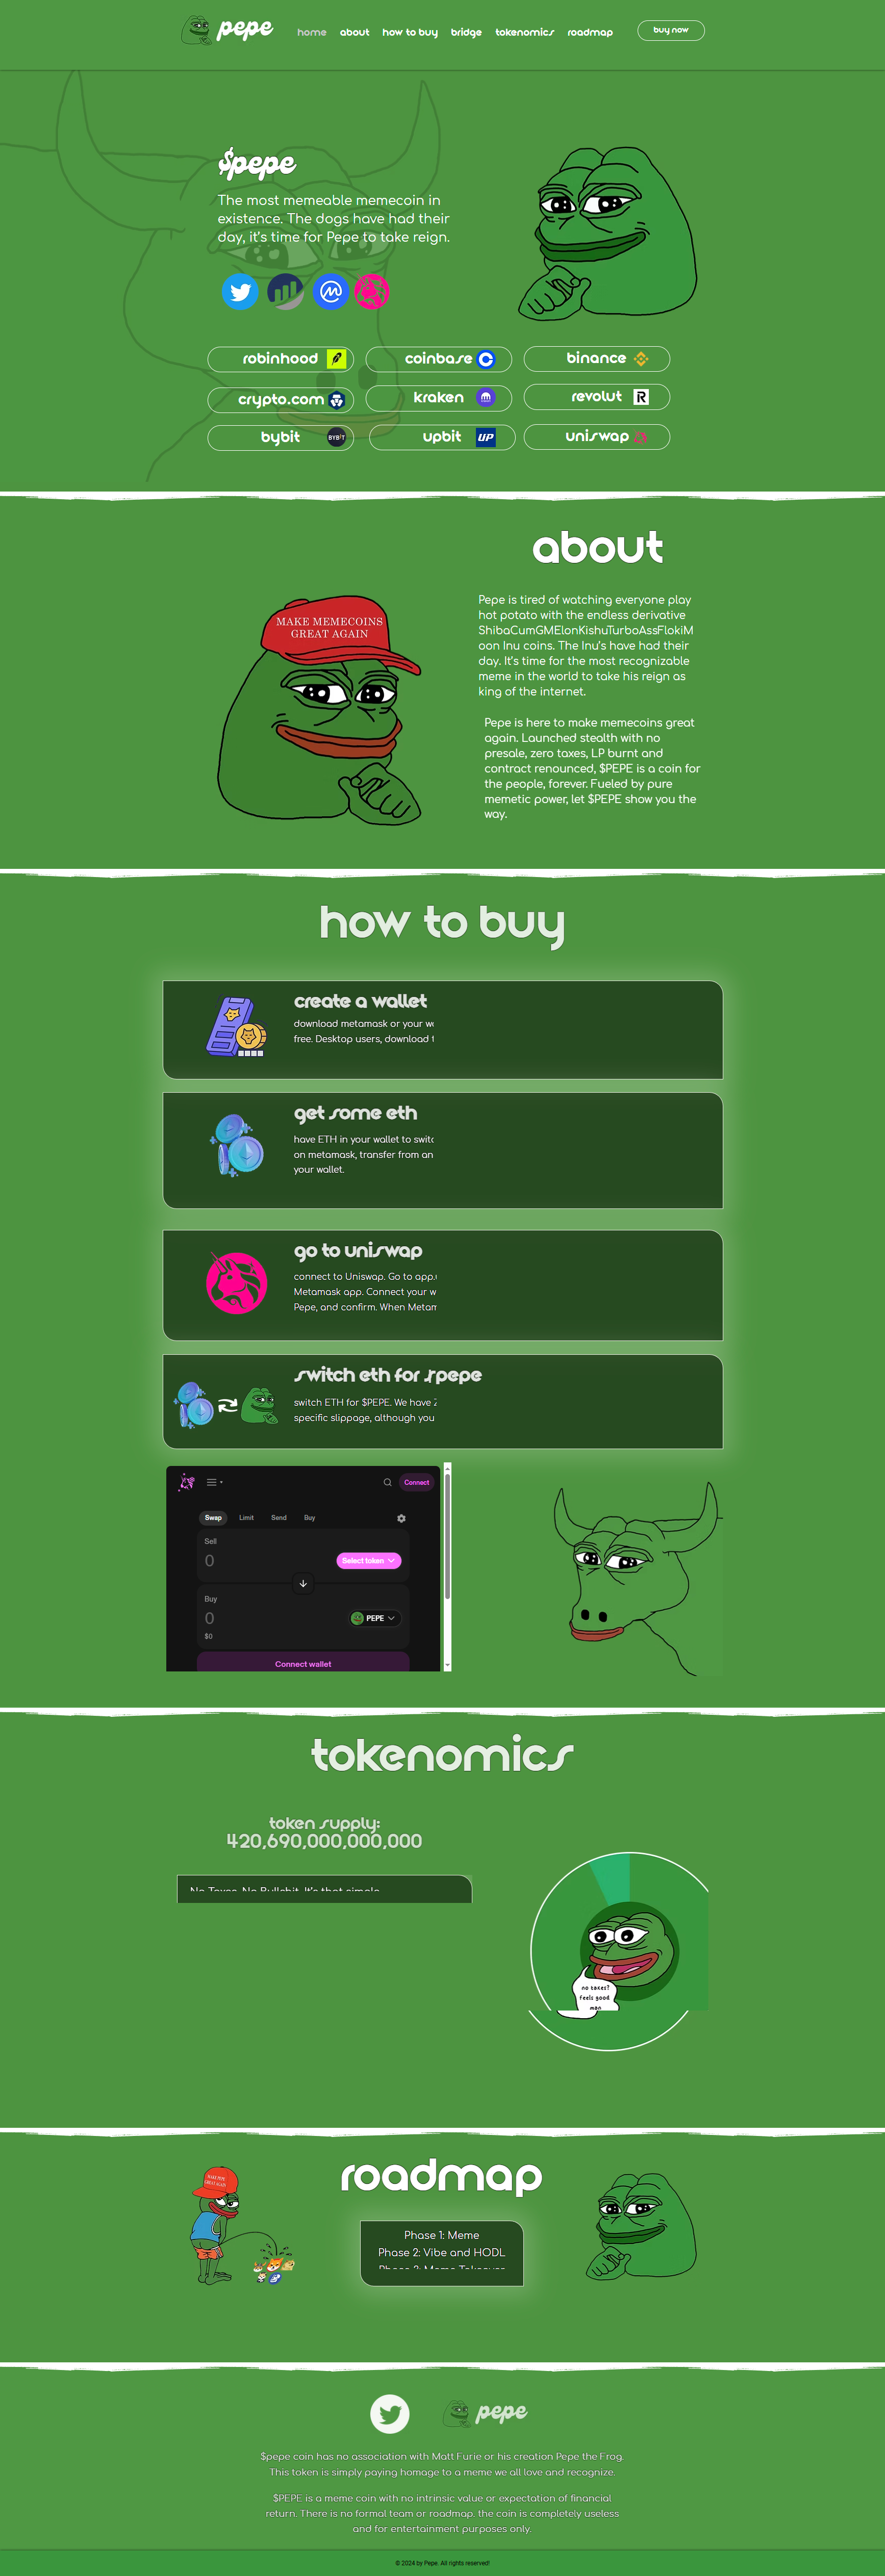 pepe
home about how to buy bridge tokenomics roadmap
buy now
$pepe
The most memeable memecoin in
existence. The dogs have had their
day, it's time for Pepe to take reign.
robinhood
coinbase
binance
crypto.com
kraken
revolut
bybit
BYBIT
upbit
UP
uniswap
about
MAKE MEMECOINS
GREAT AGAIN
Pepe is tired of watching everyone play
hot potato with the endless derivative
ShibaCumGMElonKishuTurboAssFlokiM
oon Inu coins. The Inu's have had their
day. It's time for the most recognizable
meme in the world to take his reign as
king of the internet.
Pepe is here to make memecoins great
again. Launched stealth with no
presale, zero taxes, LP burnt and
contract renounced, $PEPE is a coin for
the people, forever. Fueled by pure
memetic power, let $PEPE show you the
way.
how to buy
create a wallet
download metamask or your
free. Desktop users, download
get some eth
have ETH in your wallet to
on metamask, transfer from an
your wallet.
go to uniswap
connect to Uniswap. Go to
Metamask app. Connect your
Pepe, and confirm. When
switch eth for $pepe
switch ETH for $PEPE. We have
specific slippage, although you
Connect
Swap Limit Send Buy
Sell
0
Select token
Buy
0
PEPE
$0
Connect wallet
tokenomics
token supply:
420,690,000,000,000
No Taxes, No Bullshit. It's that simple.
no taxes?
feels good
man
roadmap
MAKE PEPE
GREAT AGAIN
Phase 1: Meme
Phase 2: Vibe and HODL
Phase 3: Meme Takeover
pepe
$pepe coin has no association with Matt Furie or his creation Pepe the Frog.
This token is simply paying homage to a meme we all love and recognize.
$PEPE is a meme coin with no intrinsic value or expectation of financial
return. There is no formal team or roadmap. the coin is completely useless
and for entertainment purposes only.
© 2024 by Pepe. All rights reserved!